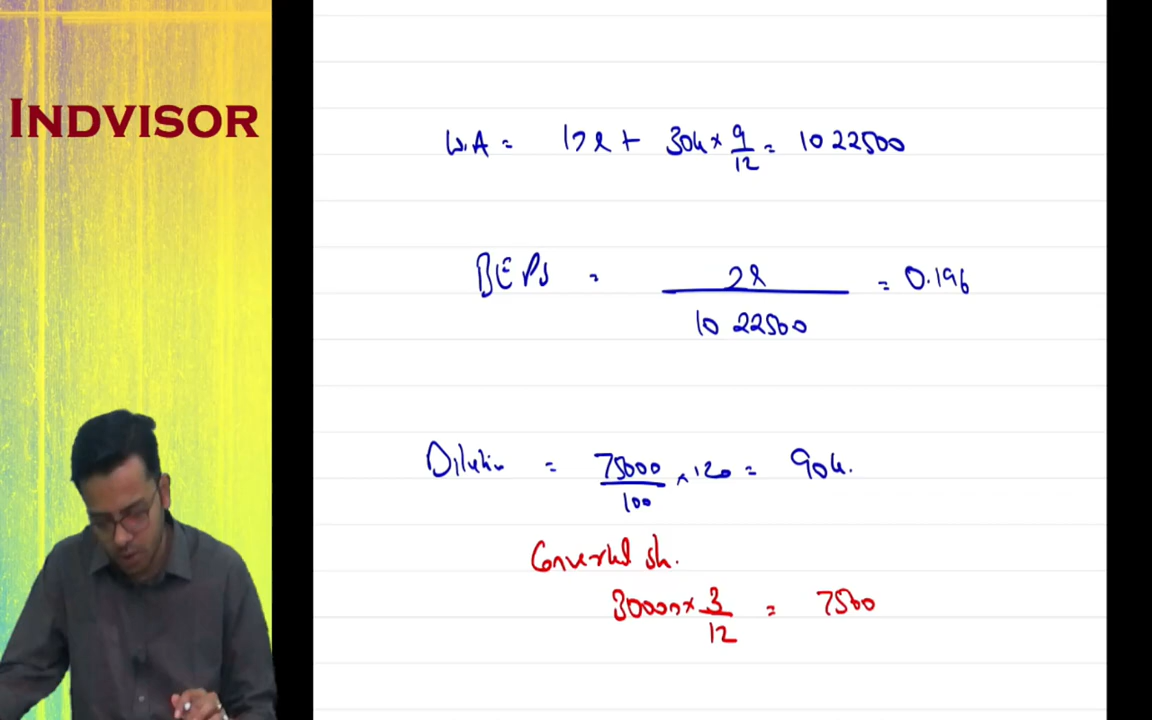 INDVISOR
W.A = 10 L + 30k × 9/12 = 10 22500
BEPS = 2L / 10 22500 = 0.196
Dilution = 75000/100 × 120 = 90k.
Converted sh.
30000 × 3/12 = 7500